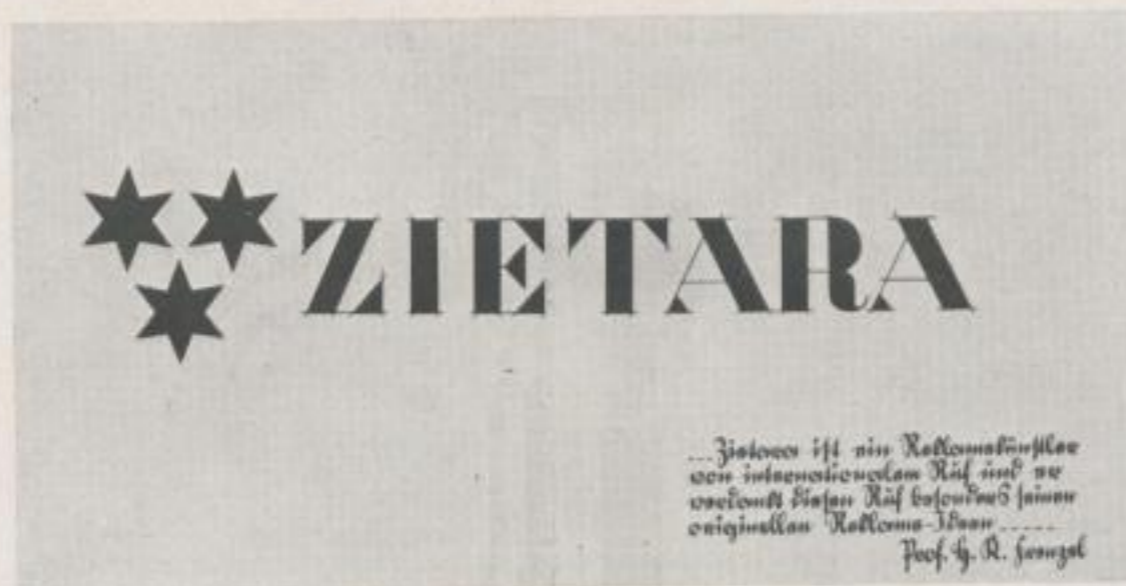 ZIETARA
... Zietara ist ein Reklamekünstler
von internationalem Ruf und er
verdankt diesen Ruf besonders seinen
originellen Reklame-Ideen .....
Prof. H. K. Frenzel